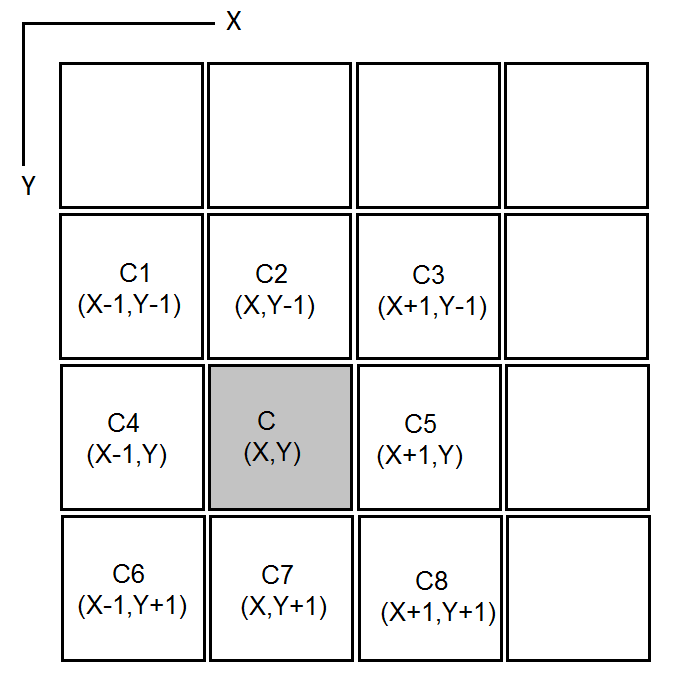 X
Y
C1
(X-1,Y-1)
C2
(X,Y-1)
C3
(X+1,Y-1)
C4
(X-1,Y)
C
(X,Y)
C5
(X+1,Y)
C6
(X-1,Y+1)
C7
(X,Y+1)
C8
(X+1,Y+1)